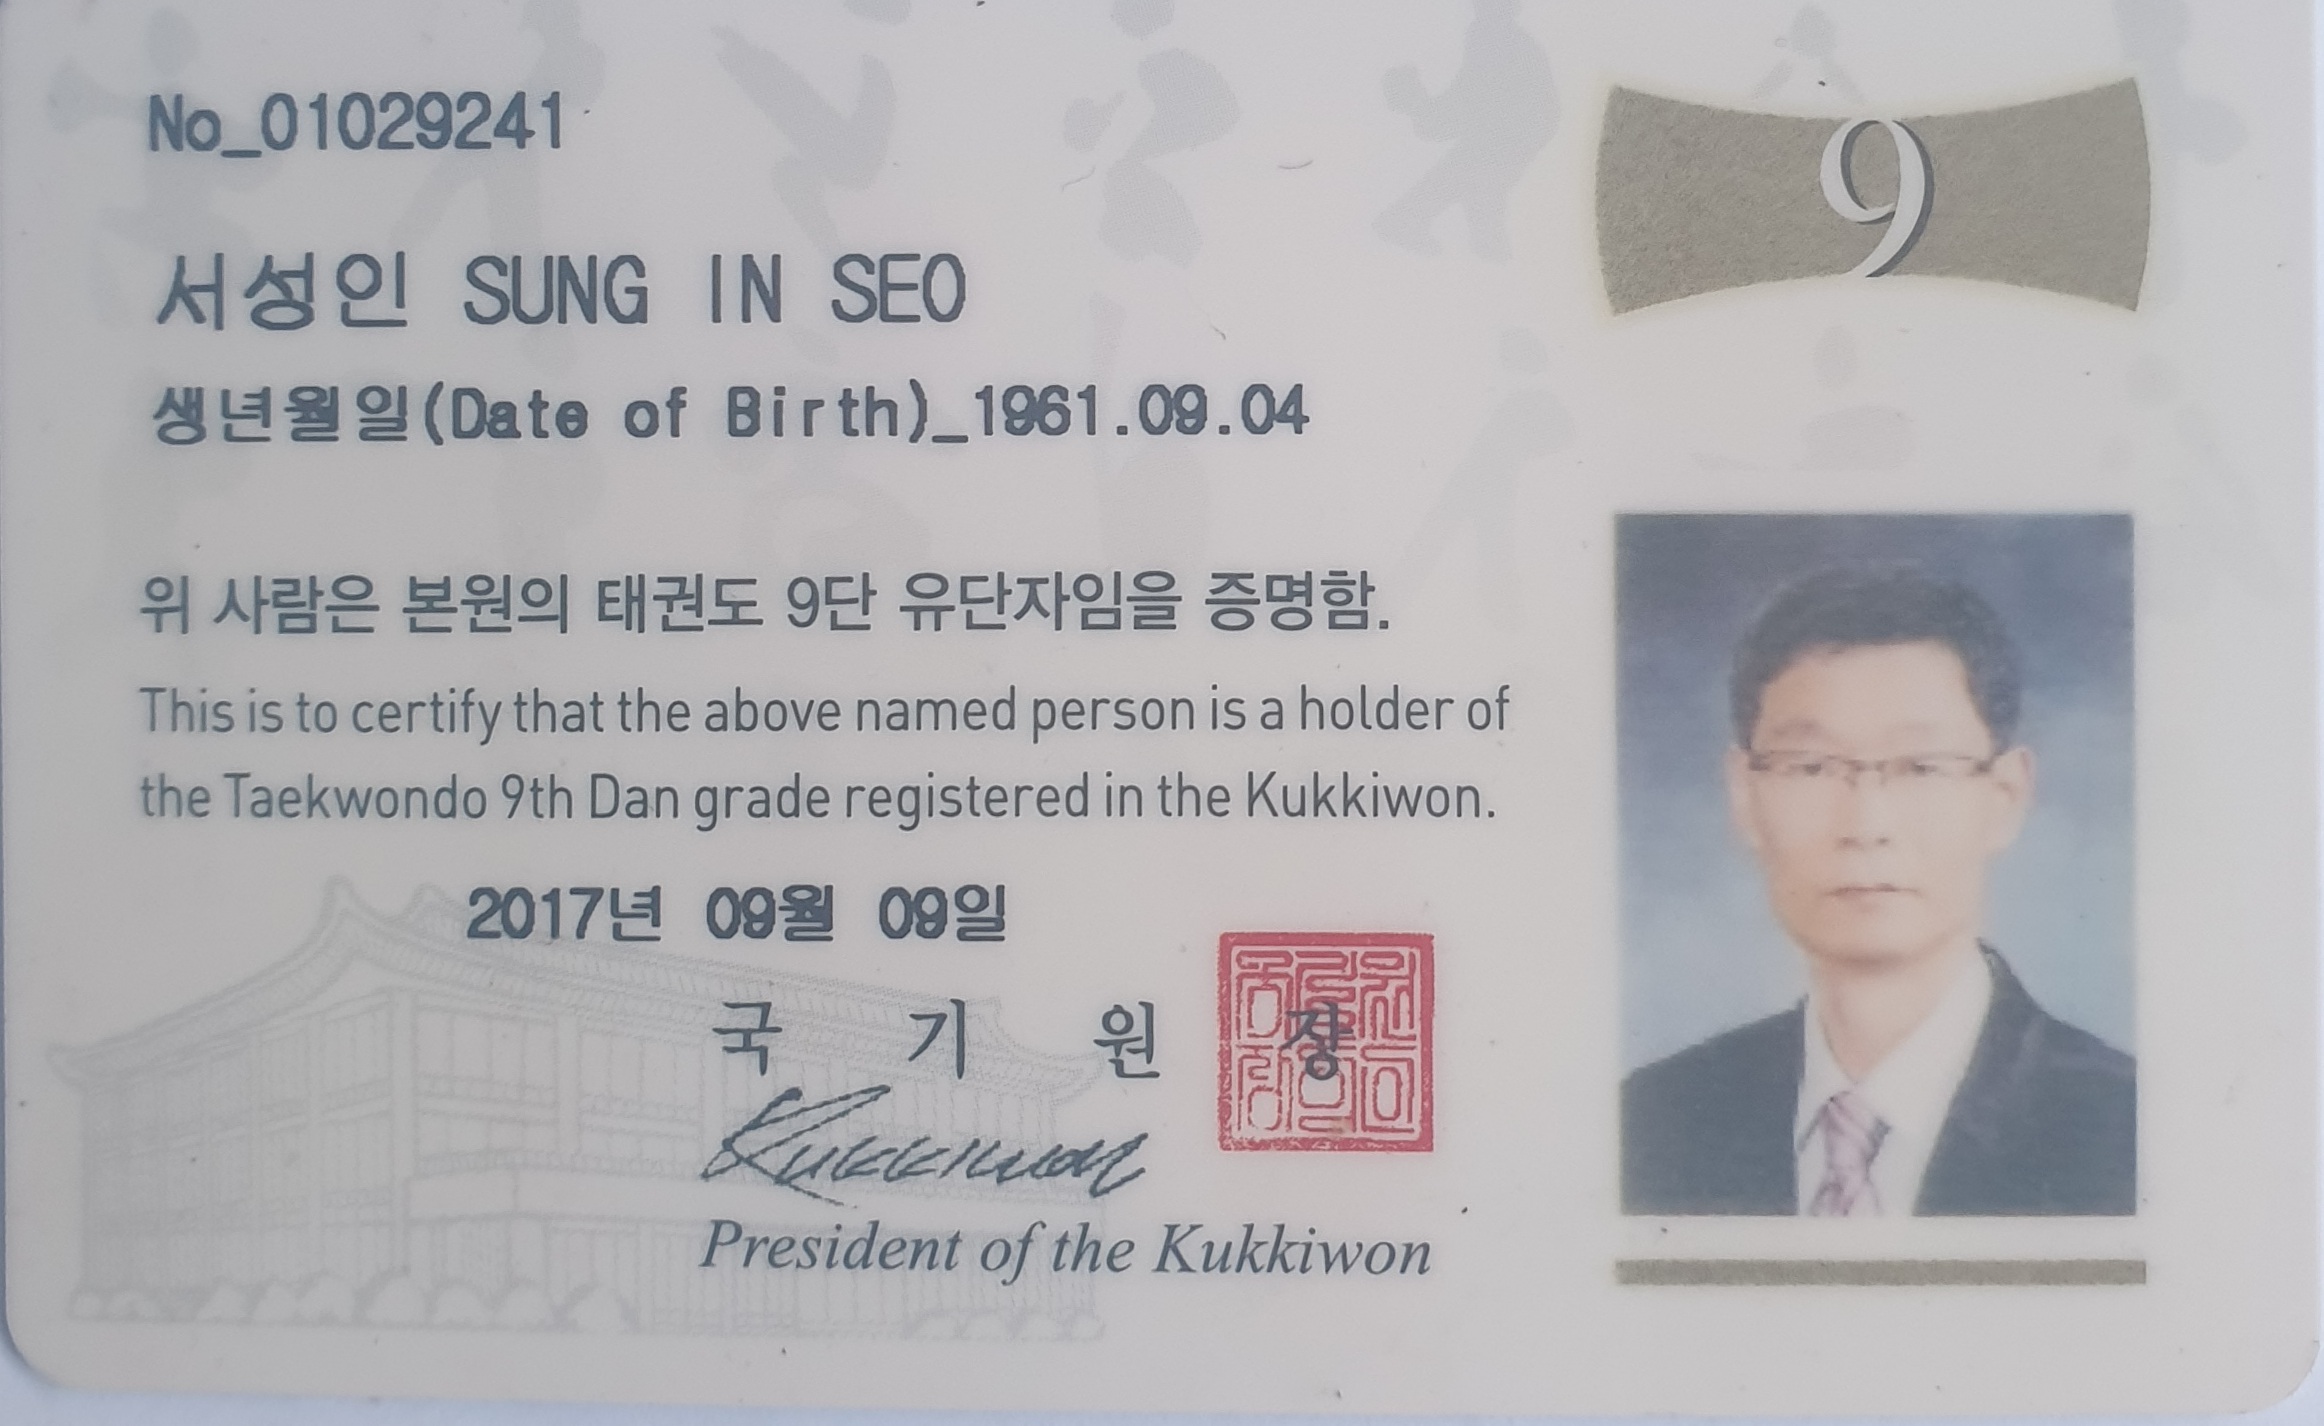 No_01029241
9
서성인 SUNG IN SEO
생년월일(Date of Birth)_1961.09.04
위 사람은 본원의 태권도 9단 유단자임을 증명함.
This is to certify that the above named person is a holder of
the Taekwondo 9th Dan grade registered in the Kukkiwon.
2017년 09월 09일
국 기 원 장
Kukkiwon
President of the Kukkiwon